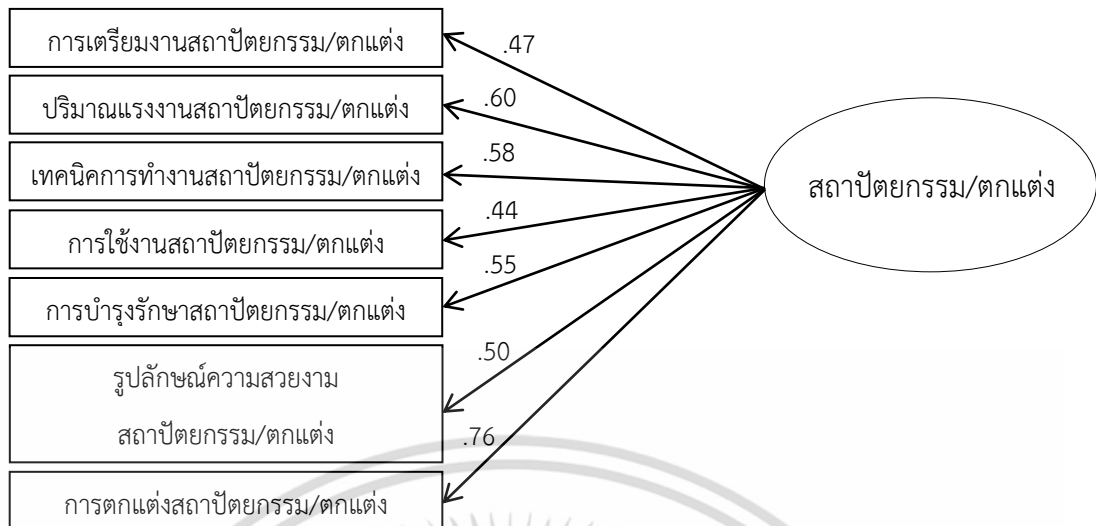 การเตรียมงานสถาปัตยกรรม/ตกแต่ง
.47
ปริมาณแรงงานสถาปัตยกรรม/ตกแต่ง
.60
เทคนิคการทำงานสถาปัตยกรรม/ตกแต่ง
.58
สถาปัตยกรรม/ตกแต่ง
การใช้งานสถาปัตยกรรม/ตกแต่ง
.44
การบำรุงรักษาสถาปัตยกรรม/ตกแต่ง
.55
รูปลักษณ์ความสวยงาม
สถาปัตยกรรม/ตกแต่ง
.50
การตกแต่งสถาปัตยกรรม/ตกแต่ง
.76